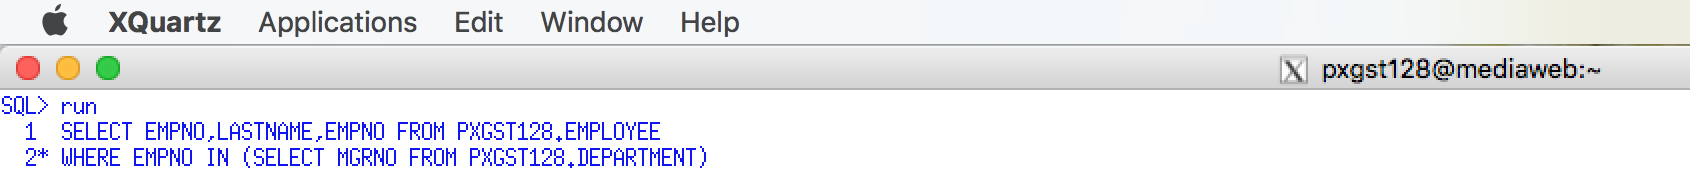 XQuartz Applications Edit Window Help
pxgst128@mediaweb:~
SQL> run
1 SELECT EMPNO,LASTNAME,EMPNO FROM PXGST128.EMPLOYEE
2* WHERE EMPNO IN (SELECT MGRNO FROM PXGST128.DEPARTMENT)